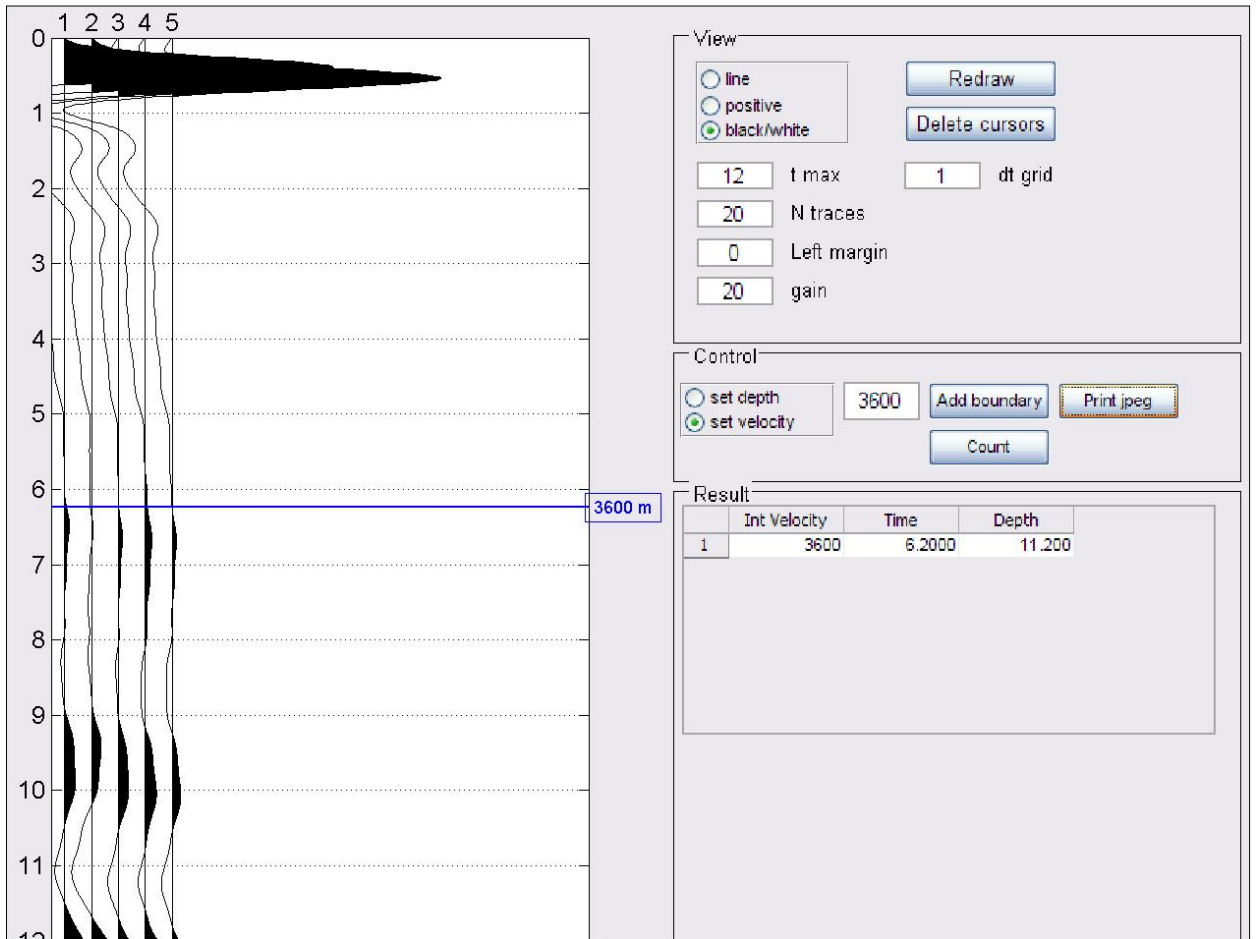 1 2 3 4 5
0
1
2
3
4
5
6
7
8
9
10
11
12
3600 m
View
line
positive
black/white
Redraw
Delete cursors
12 t max 1 dt grid
20 N traces
0 Left margin
20 gain
Control
set depth
set velocity
3600 Add boundary Print jpeg
Count
Result
Int Velocity Time Depth
1 3600 6.2000 11.200